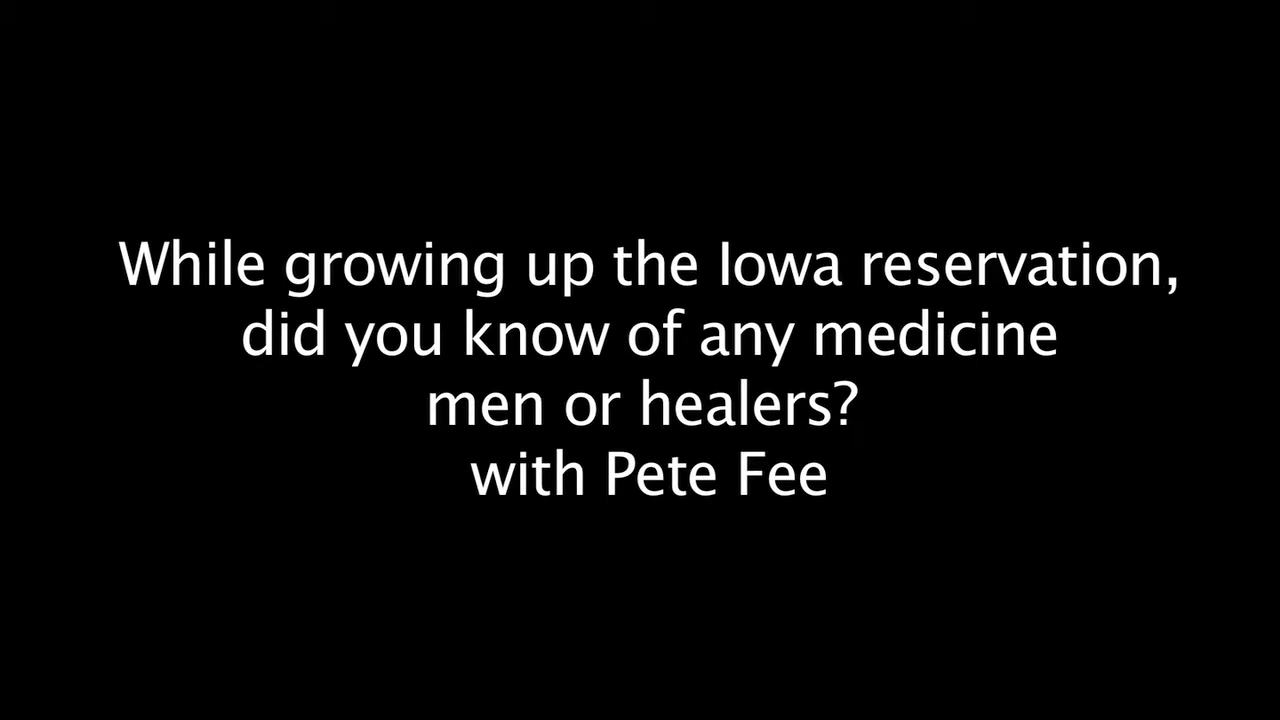 While growing up the Iowa reservation,
did you know of any medicine
men or healers?
with Pete Fee